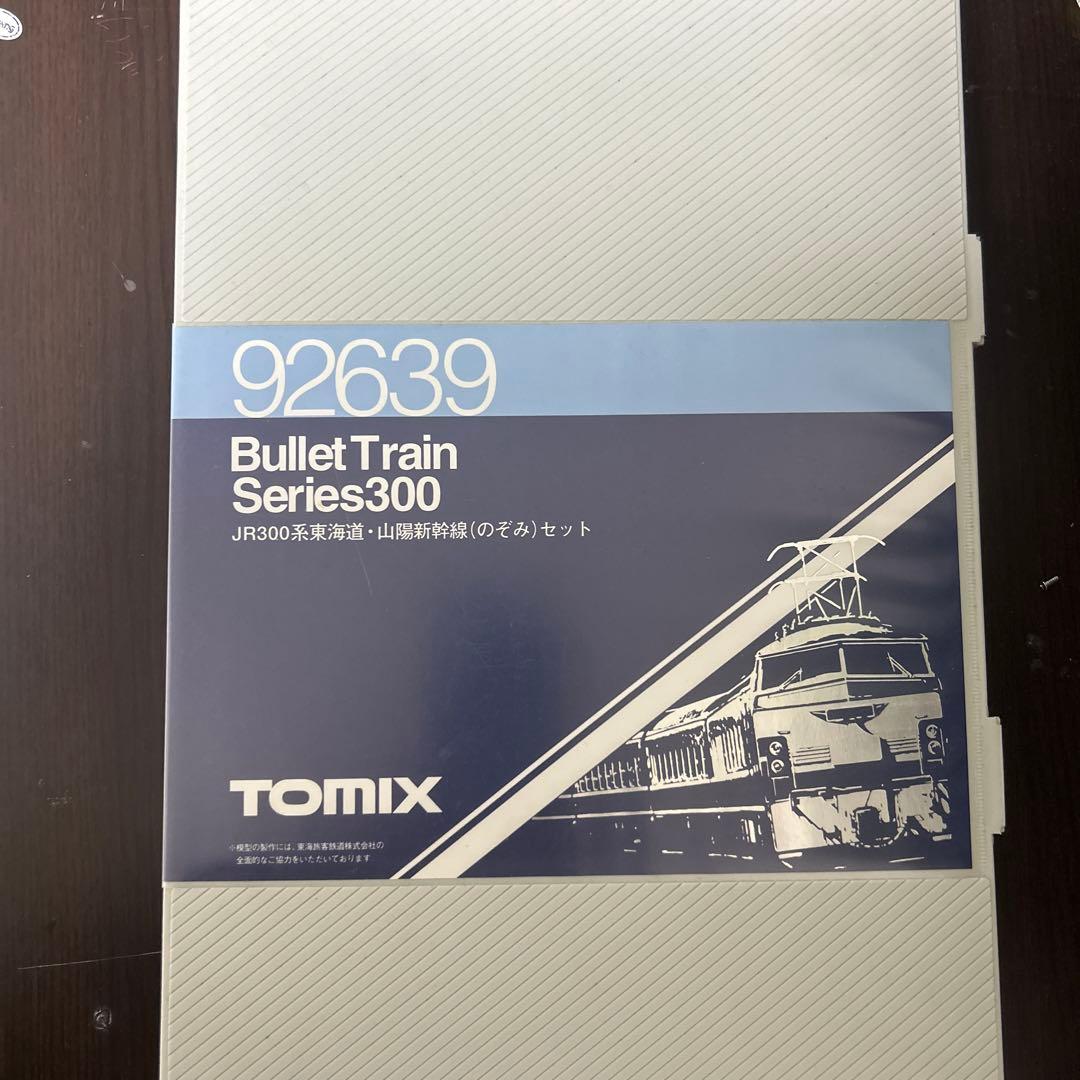 92639
Bullet Train
Series300
JR300系東海道・山陽新幹線(のぞみ)セット
TOMIX
※模型の製作には、東海旅客鉄道株式会社の
全面的なご協力をいただいております